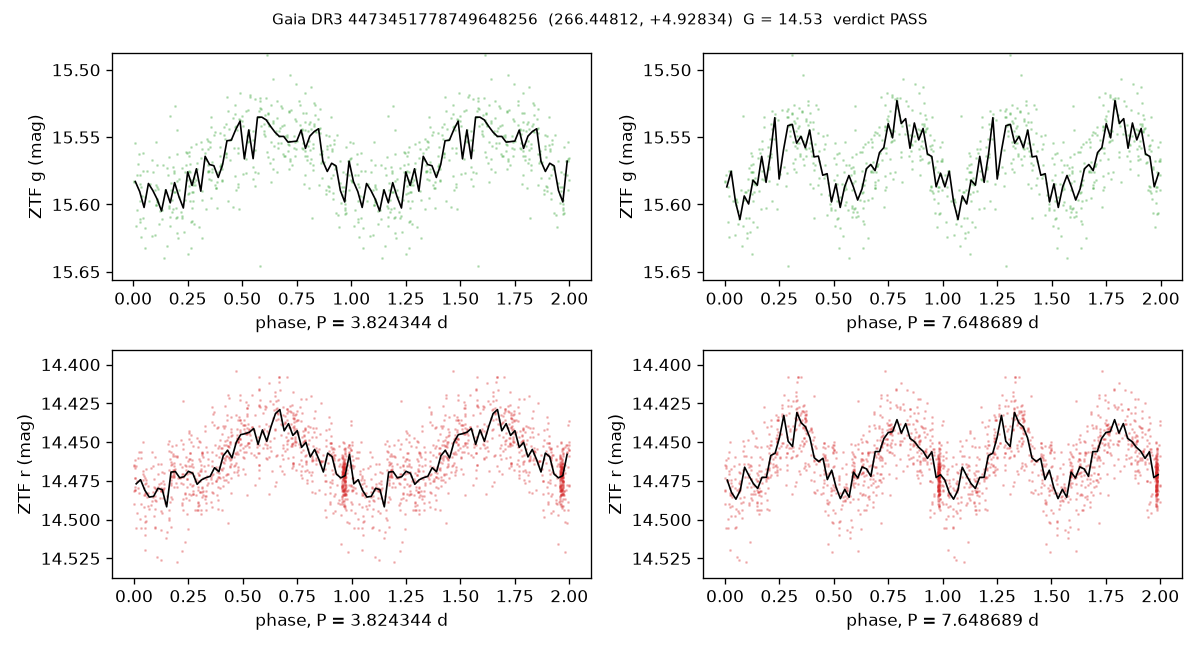 Gaia DR3 4473451778749648256  (266.44812, +4.92834)  G = 14.53  verdict PASS
ZTF g (mag)
15.50
15.55
15.60
15.65
0.00 0.25 0.50 0.75 1.00 1.25 1.50 1.75 2.00
phase, P = 3.824344 d
ZTF g (mag)
15.50
15.55
15.60
15.65
0.00 0.25 0.50 0.75 1.00 1.25 1.50 1.75 2.00
phase, P = 7.648689 d
ZTF r (mag)
14.400
14.425
14.450
14.475
14.500
14.525
0.00 0.25 0.50 0.75 1.00 1.25 1.50 1.75 2.00
phase, P = 3.824344 d
ZTF r (mag)
14.400
14.425
14.450
14.475
14.500
14.525
0.00 0.25 0.50 0.75 1.00 1.25 1.50 1.75 2.00
phase, P = 7.648689 d